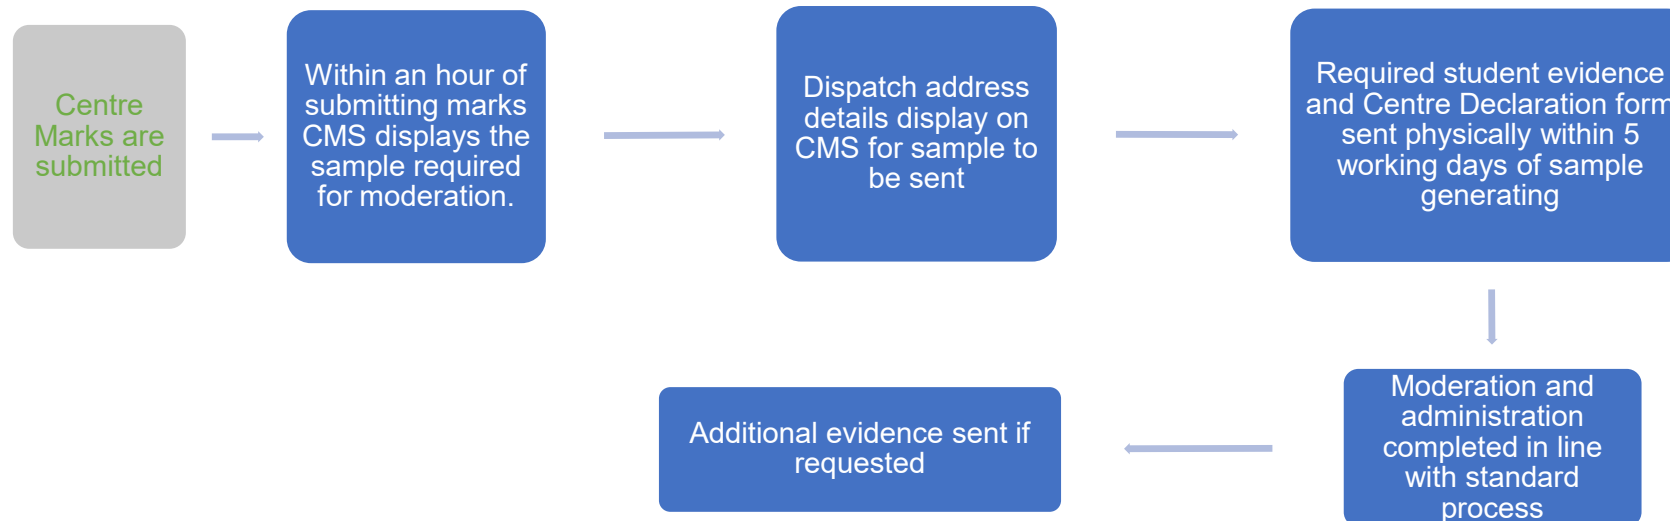 Centre
Marks are
submitted
Within an hour of
submitting marks
CMS displays the
sample required
for moderation.
Dispatch address
details display on
CMS for sample to
be sent
Required student evidence
and Centre Declaration form
sent physically within 5
working days of sample
generating
Moderation and
administration
completed in line
with standard
process
Additional evidence sent if
requested